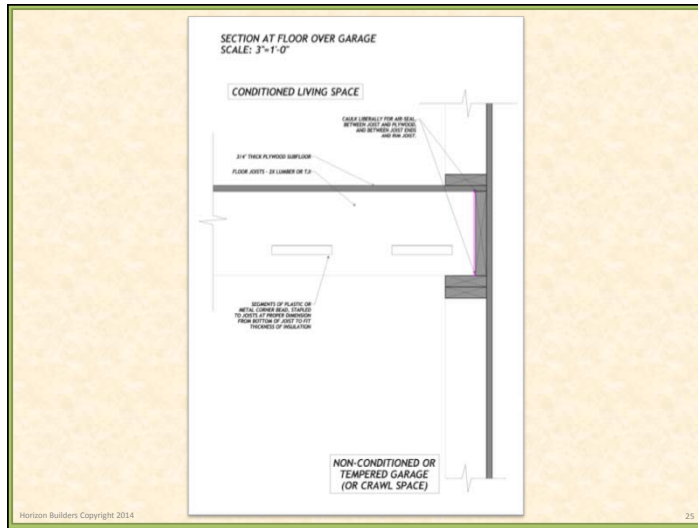 SECTION AT FLOOR OVER GARAGE
SCALE: 3"=1'-0"
CONDITIONED LIVING SPACE
CAULK LIBERALLY FOR AIR SEAL,
BETWEEN JOIST AND PLYWOOD,
AND BETWEEN JOIST ENDS
AND RIM JOIST.
3/4" THICK PLYWOOD SUBFLOOR
FLOOR JOISTS - 2X LUMBER OR TJI
SEGMENTS OF PLASTIC OR
METAL CORNER BEAD, STAPLED
TO JOISTS AT PROPER DIMENSION
FROM BOTTOM OF JOIST TO FIT
THICKNESS OF INSULATION
NON-CONDITIONED OR
TEMPERED GARAGE
(OR CRAWL SPACE)
Horizon Builders Copyright 2014
25